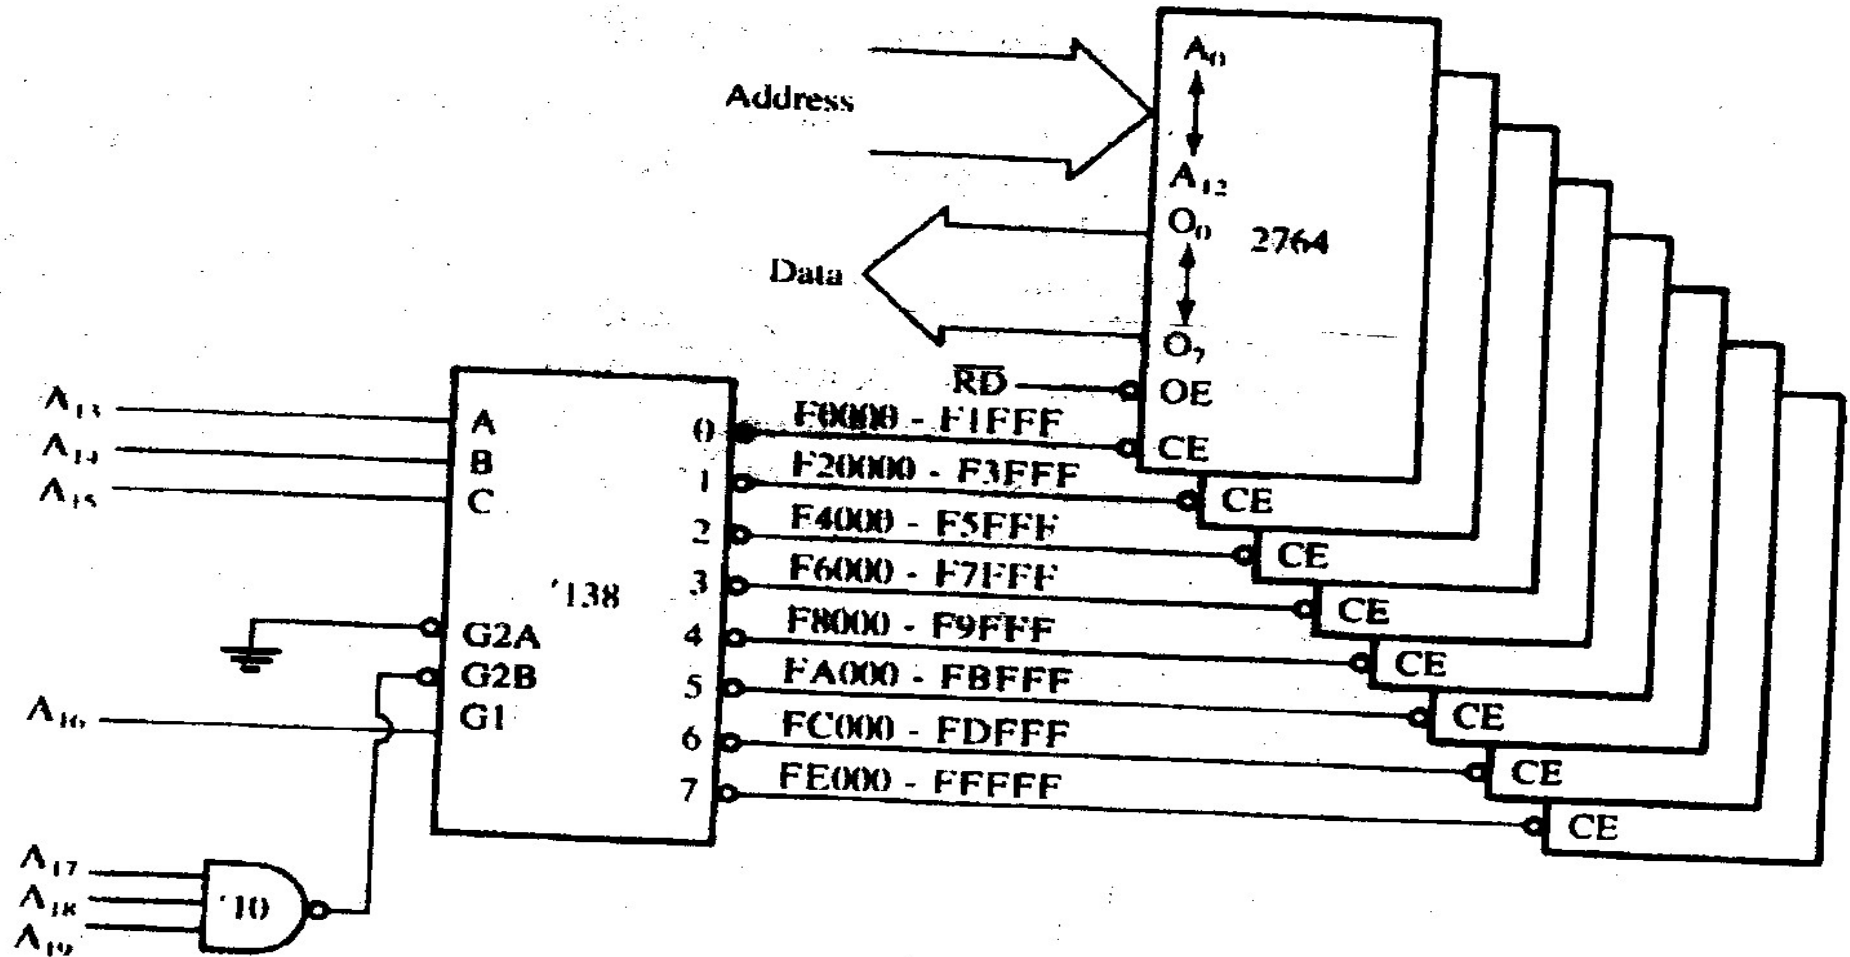 A₀
Address
A₁₂
O₀
2764
Data
O₇
RD
OE
A₁₃
A
0
F0000 - F1FFF
CE
A₁₄
B
1
F20000 - F3FFF
CE
A₁₅
C
2
F4000 - F5FFF
CE
'138
3
F6000 - F7FFF
CE
G2A
4
F8000 - F9FFF
CE
G2B
5
FA000 - FBFFF
CE
A₁₆
G1
6
FC000 - FDFFF
CE
7
FE000 - FFFFF
CE
A₁₇
A₁₈
'10
A₁₉